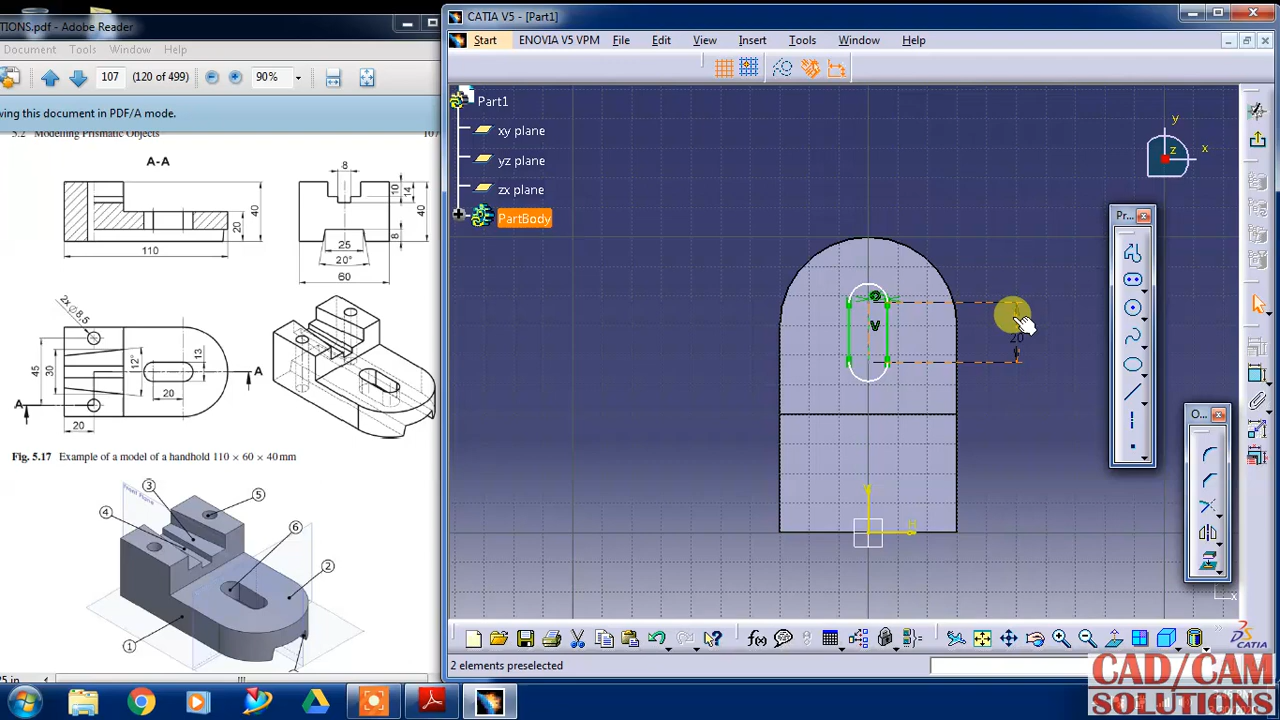 TIONS.pdf - Adobe Reader
Document Tools Window Help
107 (120 of 499) 90%
wing this document in PDF/A mode.
5.2 Modelling Prismatic Objects 107
A-A
8
10
14
40
20
110
40
8
25
20°
60
2x⌀8.5
45
30
12°
13
20
A
A
20
Fig. 5.17 Example of a model of a handhold 110 × 60 × 40 mm
3
4
5
6
2
1
CATIA V5 - [Part1]
Start ENOVIA V5 VPM File Edit View Insert Tools Window Help
Part1
xy plane
yz plane
zx plane
PartBody
y
x
z
V
20
Y
H
Pr...
O...
x
f(x)
2 elements preselected
CATIA
CAD/CAM
SOLUTIONS